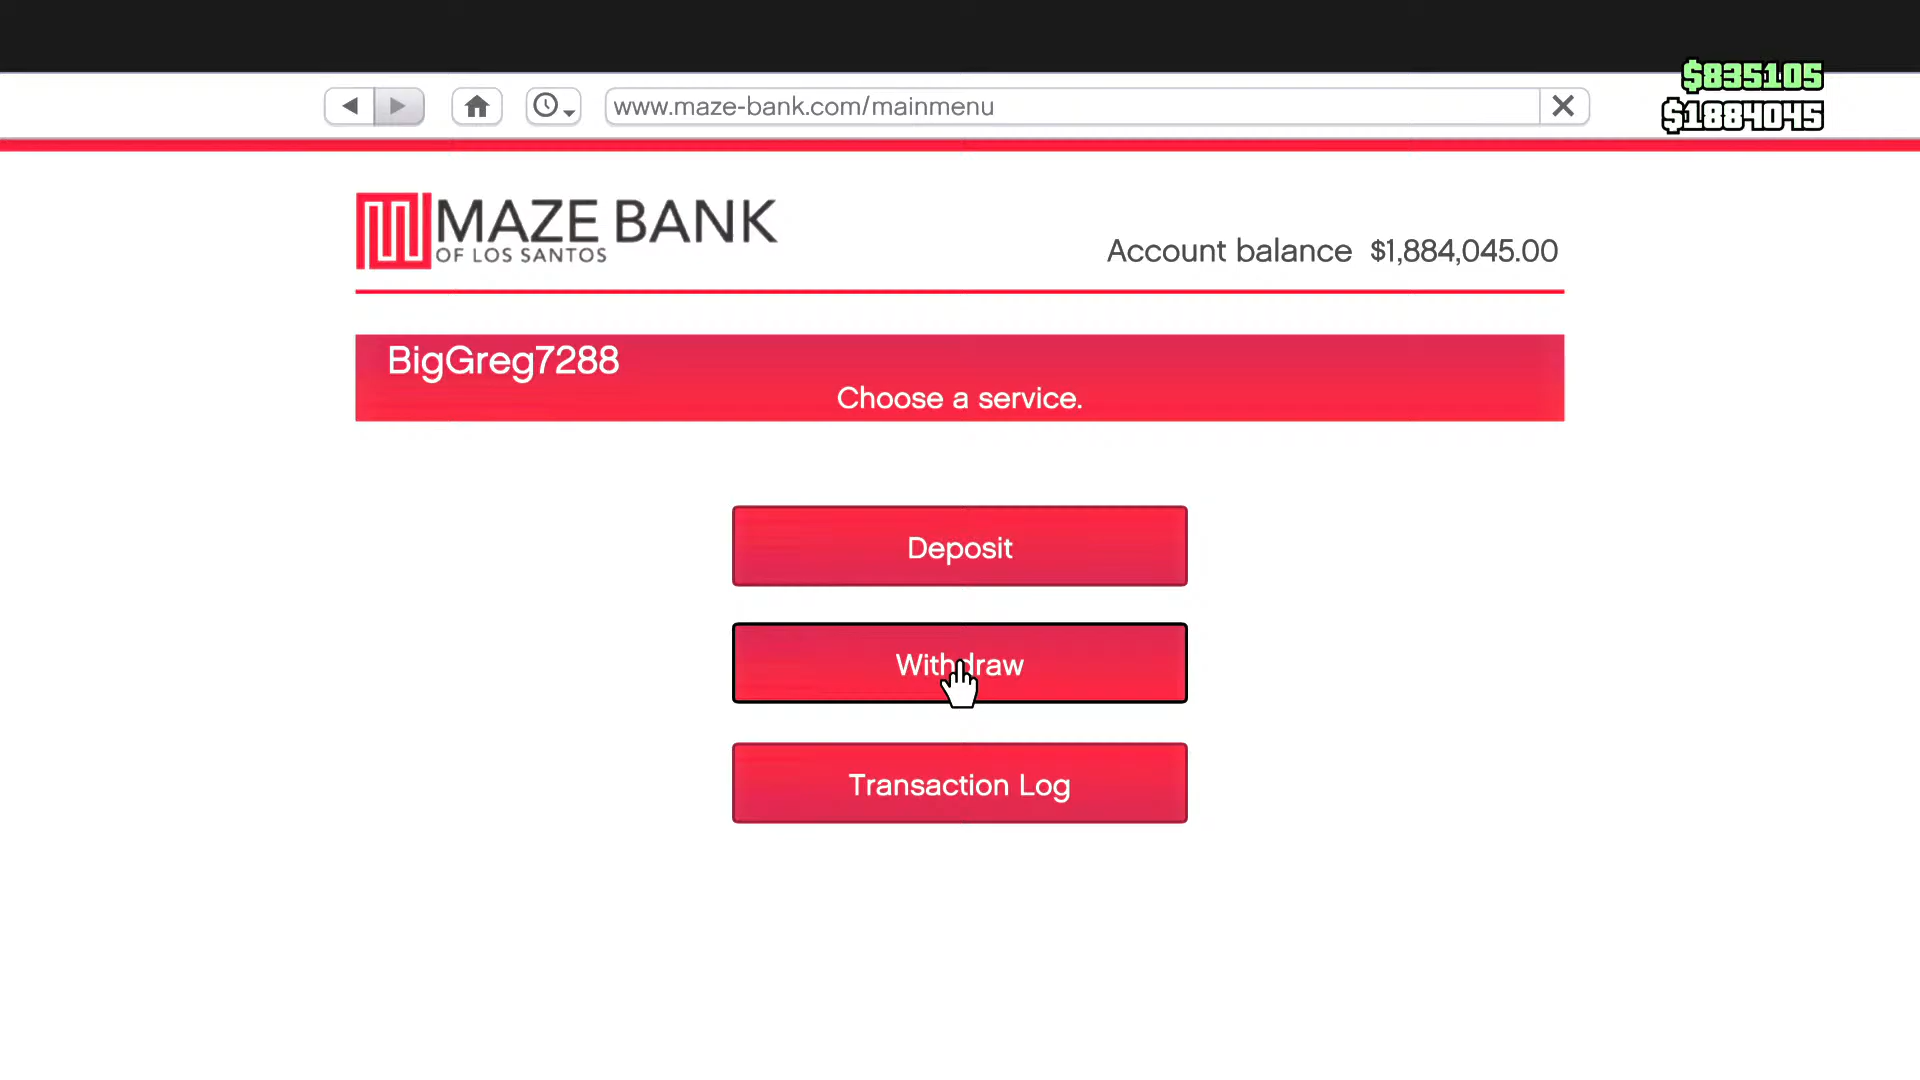 $835105
www.maze-bank.com/mainmenu
$1884045
MAZE BANK
OF LOS SANTOS
Account balance $1,884,045.00
BigGreg7288
Choose a service.
Deposit
Withdraw
Transaction Log